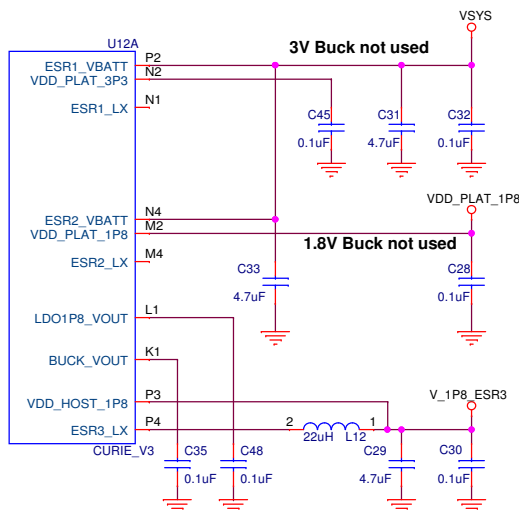 VSYS
U12A
3V Buck not used
ESR1_VBATT P2
VDD_PLAT_3P3 N2
ESR1_LX N1
C45 C31 C32
0.1uF 4.7uF 0.1uF
ESR2_VBATT N4
VDD_PLAT_1P8 M2
VDD_PLAT_1P8
1.8V Buck not used
ESR2_LX M4
C33 C28
4.7uF 0.1uF
LDO1P8_VOUT L1
BUCK_VOUT K1
VDD_HOST_1P8 P3
V_1P8_ESR3
ESR3_LX P4
2 1
22uH L12
CURIE_V3
C35 C48 C29 C30
0.1uF 0.1uF 4.7uF 0.1uF